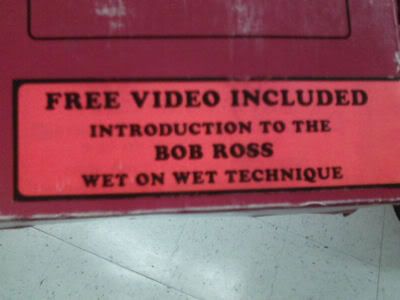 FREE VIDEO INCLUDED
INTRODUCTION TO THE
BOB ROSS
WET ON WET TECHNIQUE